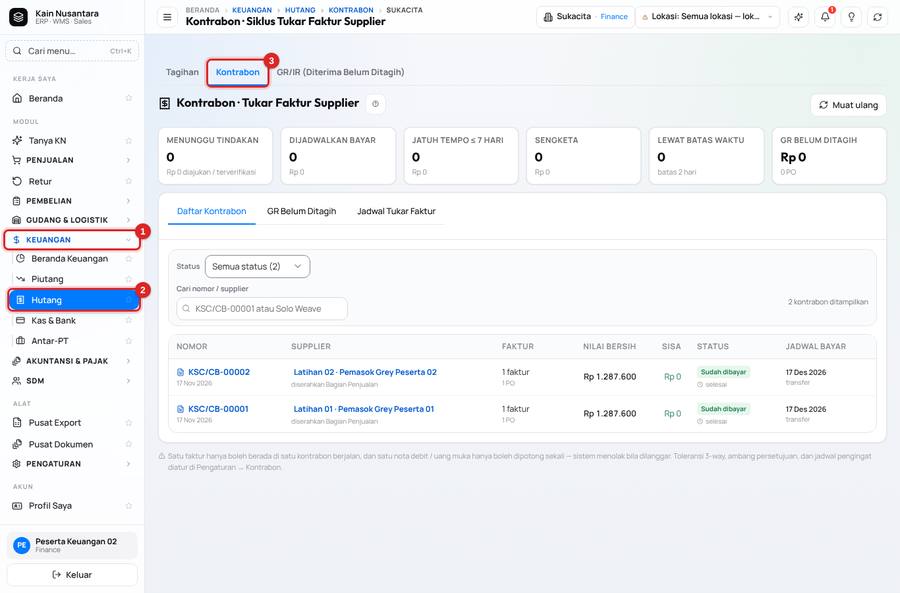 Kain Nusantara
ERP · WMS · Sales
Cari menu... Ctrl+K
KERJA SAYA
Beranda
MODUL
Tanya KN
PENJUALAN
Retur
PEMBELIAN
GUDANG & LOGISTIK
KEUANGAN
1
Beranda Keuangan
Piutang
Hutang
2
Kas & Bank
Antar-PT
AKUNTANSI & PAJAK
SDM
ALAT
Pusat Export
Pusat Dokumen
PENGATURAN
AKUN
Profil Saya
PE
Peserta Keuangan 02
Finance
Keluar
BERANDA › KEUANGAN › HUTANG › KONTRABON › SUKACITA
Kontrabon · Siklus Tukar Faktur Supplier
Sukacita · Finance
Lokasi: Semua lokasi — lok...
1
Tagihan
Kontrabon
3
GR/IR (Diterima Belum Ditagih)
Kontrabon · Tukar Faktur Supplier
Muat ulang
MENUNGGU TINDAKAN
0
Rp 0 diajukan / terverifikasi
DIJADWALKAN BAYAR
0
Rp 0
JATUH TEMPO ≤ 7 HARI
0
Rp 0
SENGKETA
0
Rp 0
LEWAT BATAS WAKTU
0
batas 2 hari
GR BELUM DITAGIH
Rp 0
0 PO
Daftar Kontrabon
GR Belum Ditagih
Jadwal Tukar Faktur
Status
Semua status (2)
Cari nomor / supplier
KSC/CB-00001 atau Solo Weave
2 kontrabon ditampilkan
NOMOR SUPPLIER FAKTUR NILAI BERSIH SISA STATUS JADWAL BAYAR
KSC/CB-00002 Latihan 02 · Pemasok Grey Peserta 02 1 faktur Rp 1.287.600 Rp 0 Sudah dibayar 17 Des 2026
17 Nov 2026 diserahkan Bagian Penjualan 1 PO selesai transfer
KSC/CB-00001 Latihan 01 · Pemasok Grey Peserta 01 1 faktur Rp 1.287.600 Rp 0 Sudah dibayar 17 Des 2026
17 Nov 2026 diserahkan Bagian Penjualan 1 PO selesai transfer
Satu faktur hanya boleh berada di satu kontrabon berjalan, dan satu nota debit / uang muka hanya boleh dipotong sekali — sistem menolak bila dilanggar. Toleransi 3-way, ambang persetujuan, dan jadwal pengingat
diatur di Pengaturan → Kontrabon.